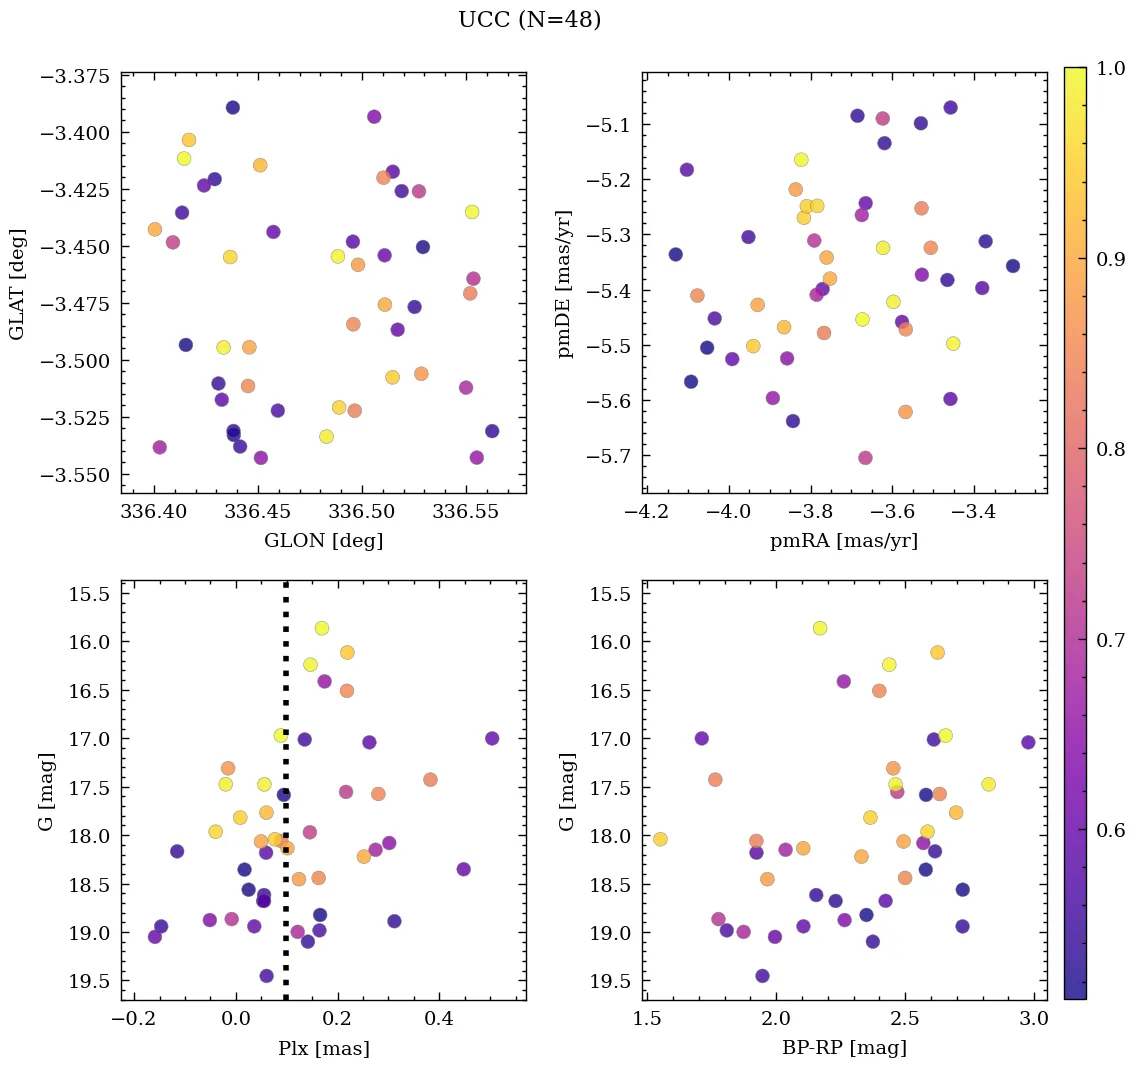 UCC (N=48)
−3.375
−3.400
−3.425
−3.450
−3.475
−3.500
−3.525
−3.550
GLAT [deg]
336.40 336.45 336.50 336.55
GLON [deg]
−5.1
−5.2
−5.3
−5.4
−5.5
−5.6
−5.7
pmDE [mas/yr]
−4.2 −4.0 −3.8 −3.6 −3.4
pmRA [mas/yr]
1.0
0.9
0.8
0.7
0.6
15.5
16.0
16.5
17.0
17.5
18.0
18.5
19.0
19.5
G [mag]
−0.2 0.0 0.2 0.4
Plx [mas]
15.5
16.0
16.5
17.0
17.5
18.0
18.5
19.0
19.5
G [mag]
1.5 2.0 2.5 3.0
BP-RP [mag]